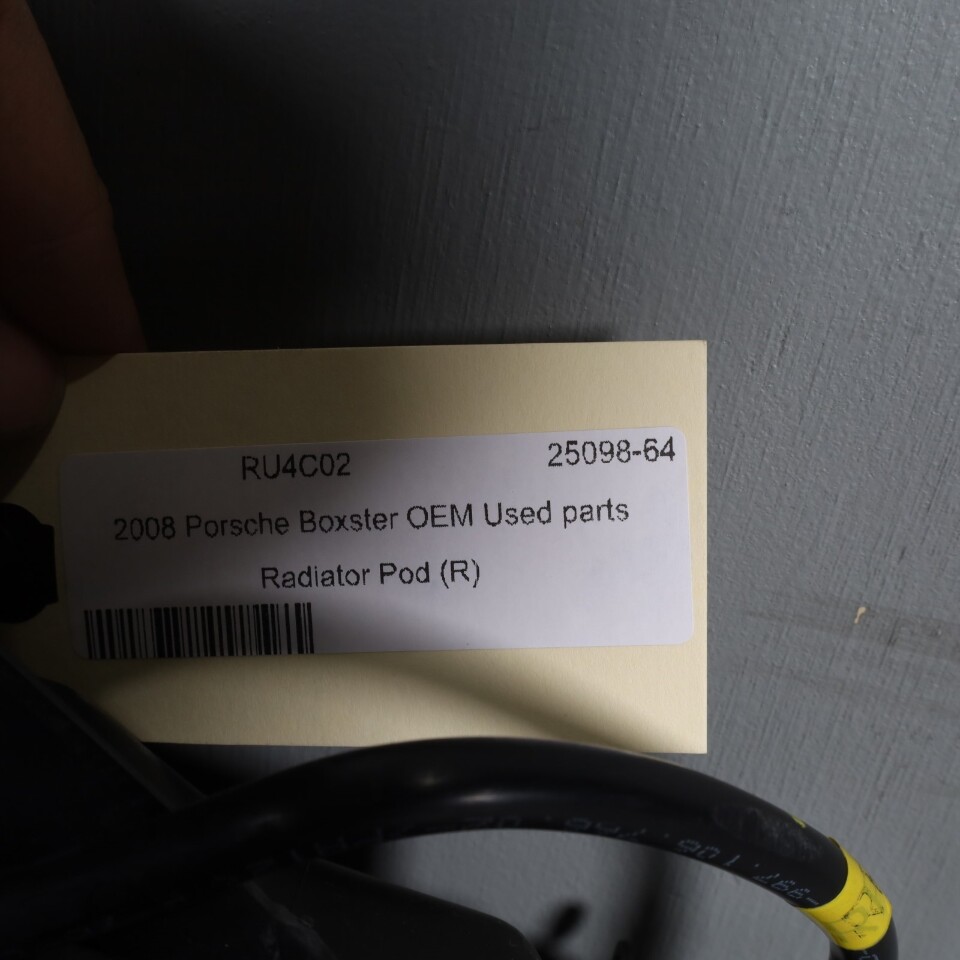 RU4C02 25098-64
2008 Porsche Boxster OEM Used parts
Radiator Pod (R)